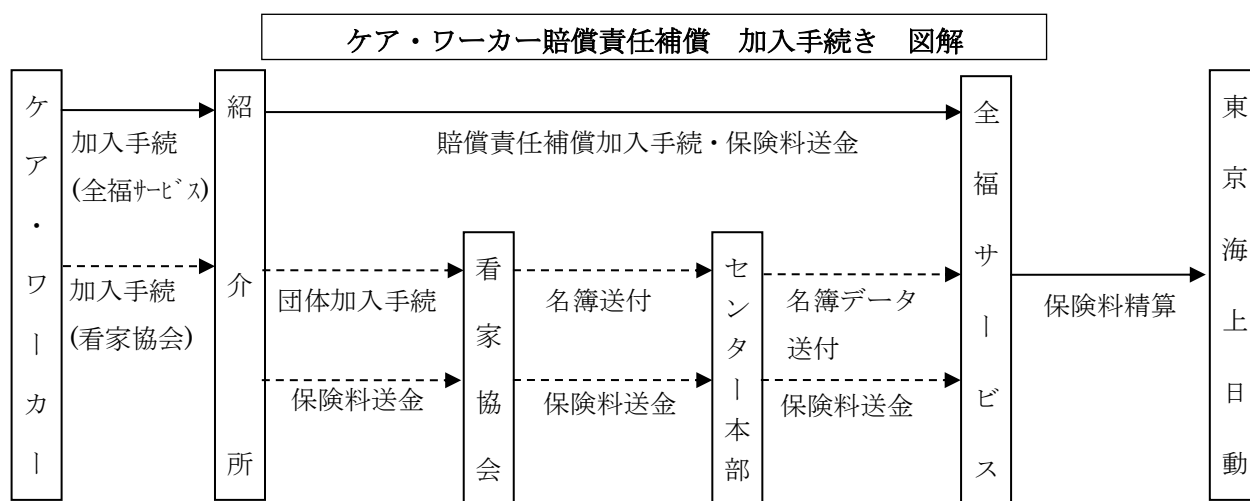 ケア・ワーカー賠償責任補償　加入手続き　図解
ケア・ワーカー
加入手続
(全福ｻｰﾋﾞｽ)
加入手続
(看家協会)
紹介所
賠償責任補償加入手続・保険料送金
団体加入手続
保険料送金
看家協会
名簿送付
保険料送金
センター本部
名簿データ
送付
保険料送金
全福サービス
保険料精算
東京海上日動